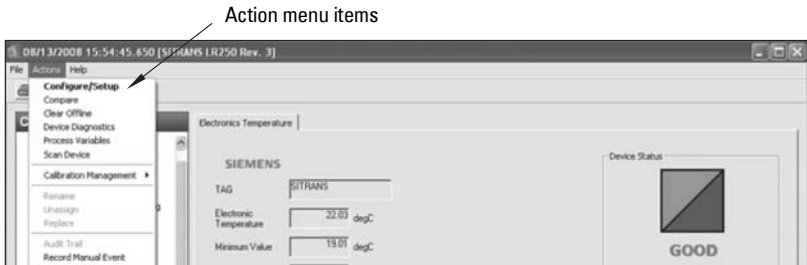 Action menu items
08/13/2008 15:54:45.650 [SITRANS LR250 Rev. 3]
File Actions Help
Configure/Setup
Compare
Clear Offline
Device Diagnostics
Process Variables
Scan Device
Calibration Management
Rename
Unassign
Replace
Audit Trail
Record Manual Event
Electronics Temperature
SIEMENS
TAG SITRANS
Electronic Temperature 22.03 degC
Minimum Value 19.01 degC
Device Status
GOOD